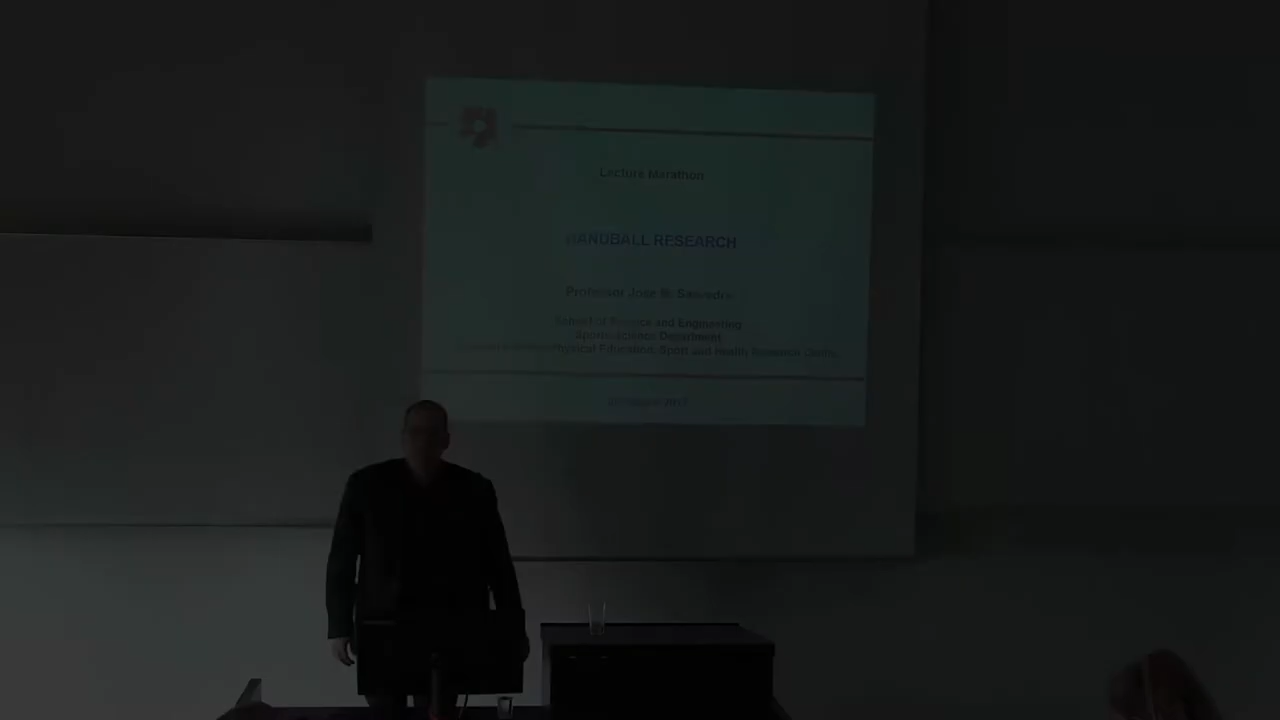 Lecture Marathon
HANDBALL RESEARCH
Professor Jose M. Saavedra
School of Science and Engineering
Sports Science Department
Physical Education, Sport and Health Research Centre
2017